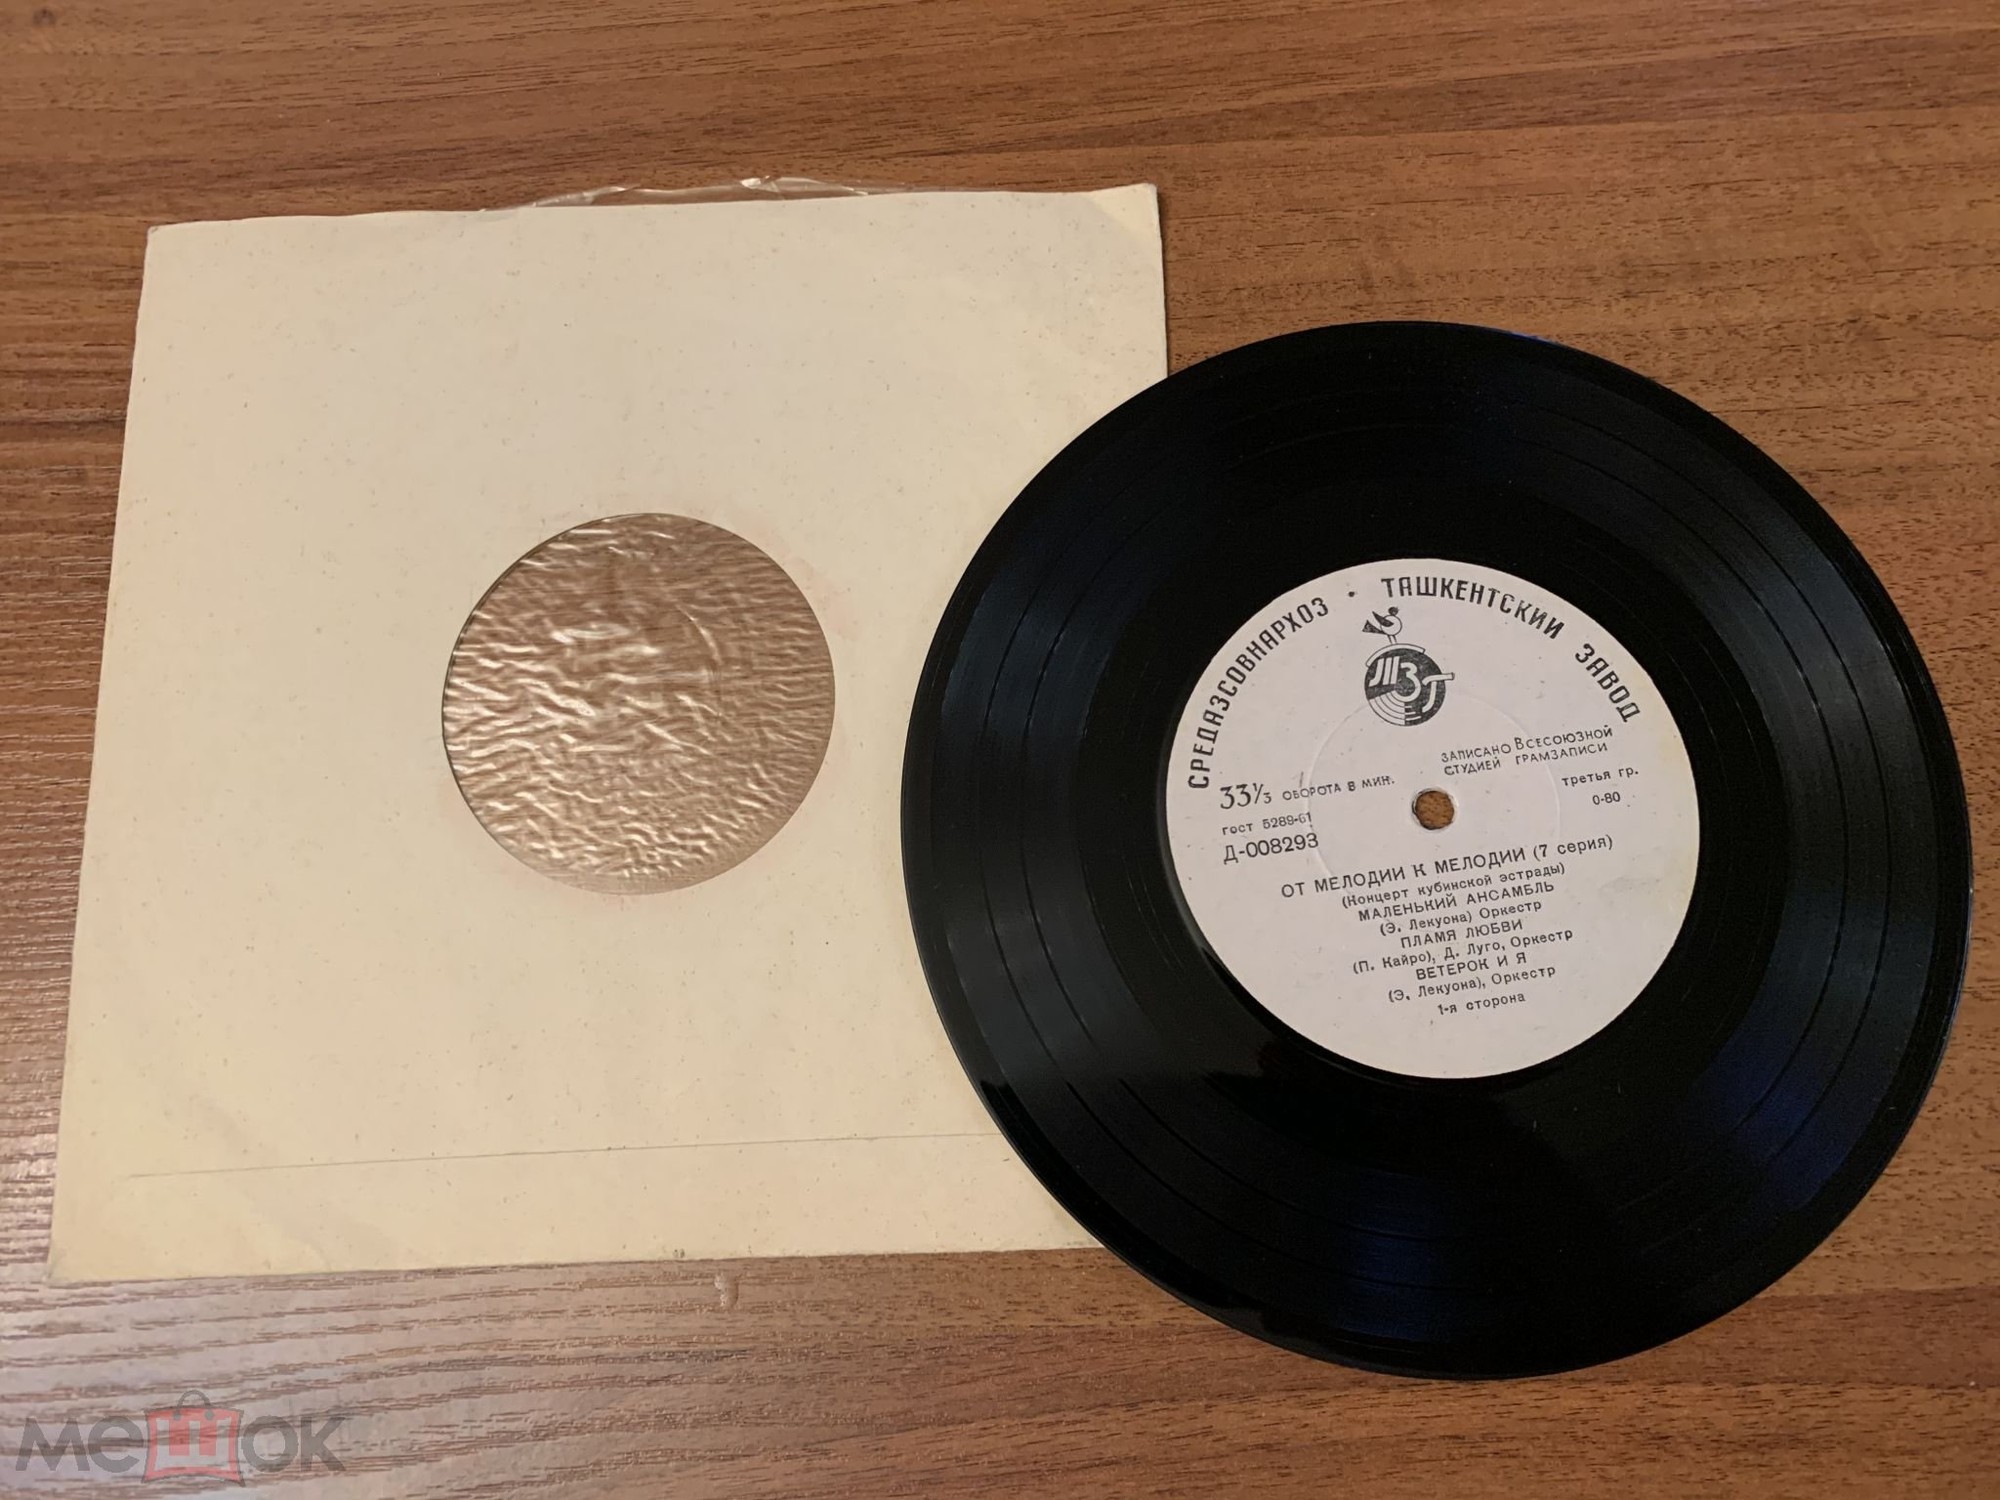 СРЕДАЗСОВНАРХОЗ • ТАШКЕНТСКИЙ ЗАВОД
ТЗГ
ЗАПИСАНО ВСЕСОЮЗНОЙ
СТУДИЕЙ ГРАМЗАПИСИ
33⅓ ОБОРОТА В МИН.
третья гр.
гост 5289-61
0-80
Д-008293
ОТ МЕЛОДИИ К МЕЛОДИИ (7 серия)
(Концерт кубинской эстрады)
МАЛЕНЬКИЙ АНСАМБЛЬ
(Э. Лекуона) Оркестр
ПЛАМЯ ЛЮБВИ
(П. Кайро), Д. Луго, Оркестр
ВЕТЕРОК И Я
(Э. Лекуона), Оркестр
1-я сторона
мешок